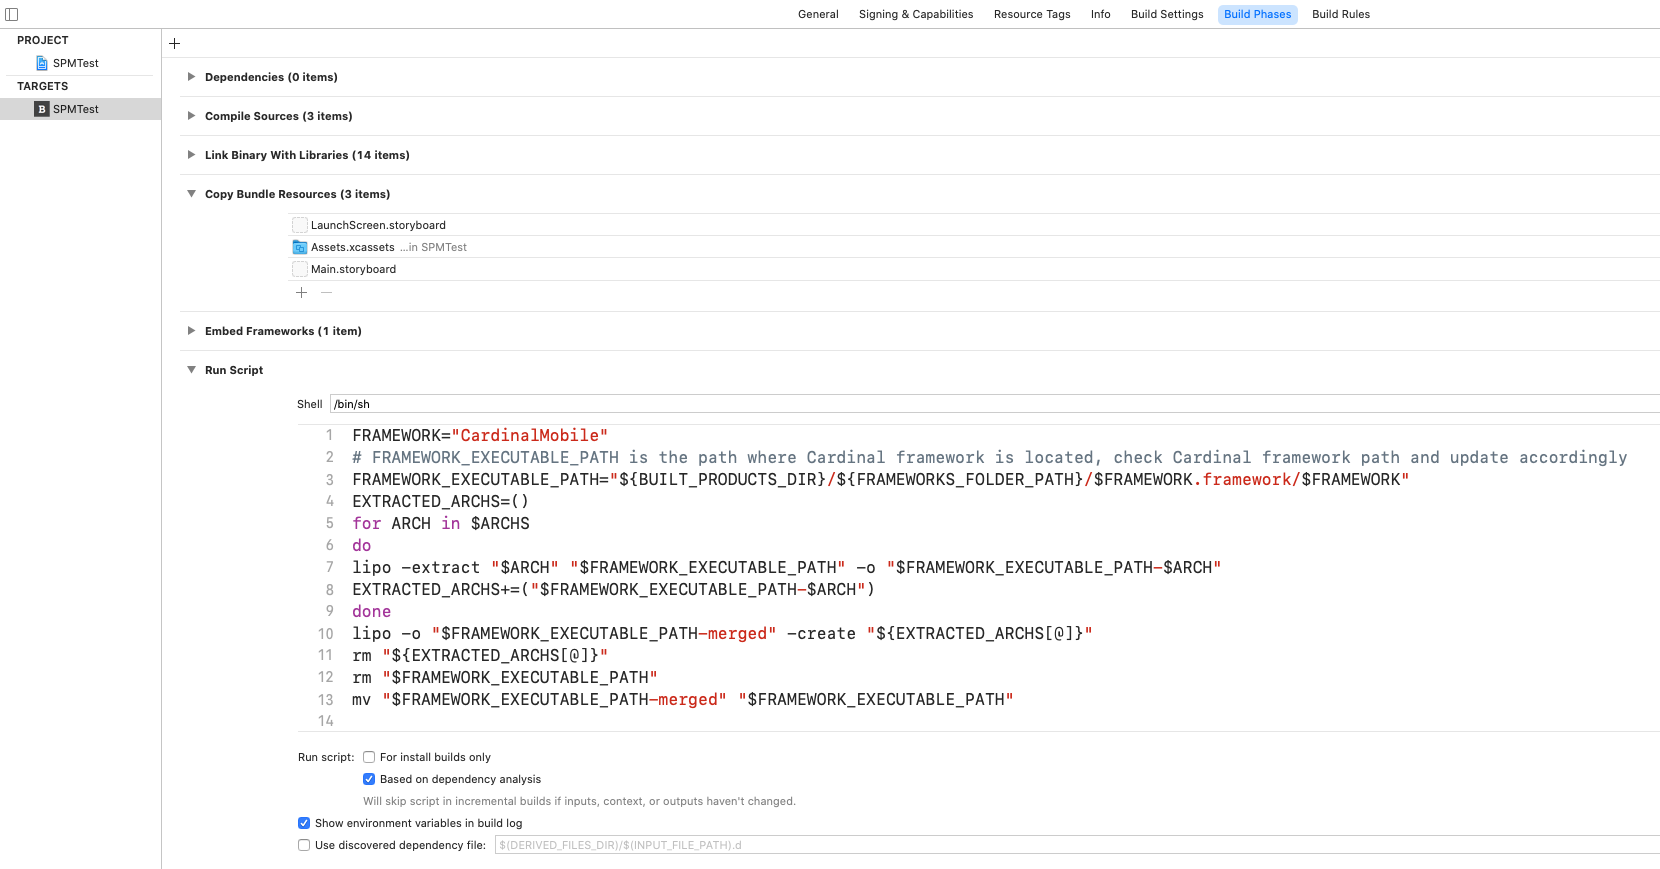 General Signing & Capabilities Resource Tags Info Build Settings Build Phases Build Rules
PROJECT
SPMTest
TARGETS
B SPMTest
Dependencies (0 items)
Compile Sources (3 items)
Link Binary With Libraries (14 items)
Copy Bundle Resources (3 items)
LaunchScreen.storyboard
Assets.xcassets ...in SPMTest
Main.storyboard
Embed Frameworks (1 item)
Run Script
Shell /bin/sh
1 FRAMEWORK="CardinalMobile"
2 # FRAMEWORK_EXECUTABLE_PATH is the path where Cardinal framework is located, check Cardinal framework path and update accordingly
3 FRAMEWORK_EXECUTABLE_PATH="${BUILT_PRODUCTS_DIR}/${FRAMEWORKS_FOLDER_PATH}/$FRAMEWORK.framework/$FRAMEWORK"
4 EXTRACTED_ARCHS=()
5 for ARCH in $ARCHS
6 do
7 lipo -extract "$ARCH" "$FRAMEWORK_EXECUTABLE_PATH" -o "$FRAMEWORK_EXECUTABLE_PATH-$ARCH"
8 EXTRACTED_ARCHS+=("$FRAMEWORK_EXECUTABLE_PATH-$ARCH")
9 done
10 lipo -o "$FRAMEWORK_EXECUTABLE_PATH-merged" -create "${EXTRACTED_ARCHS[@]}"
11 rm "${EXTRACTED_ARCHS[@]}"
12 rm "$FRAMEWORK_EXECUTABLE_PATH"
13 mv "$FRAMEWORK_EXECUTABLE_PATH-merged" "$FRAMEWORK_EXECUTABLE_PATH"
14
Run script: For install builds only
Based on dependency analysis
Will skip script in incremental builds if inputs, context, or outputs haven't changed.
Show environment variables in build log
Use discovered dependency file: $(DERIVED_FILES_DIR)/$(INPUT_FILE_PATH).d